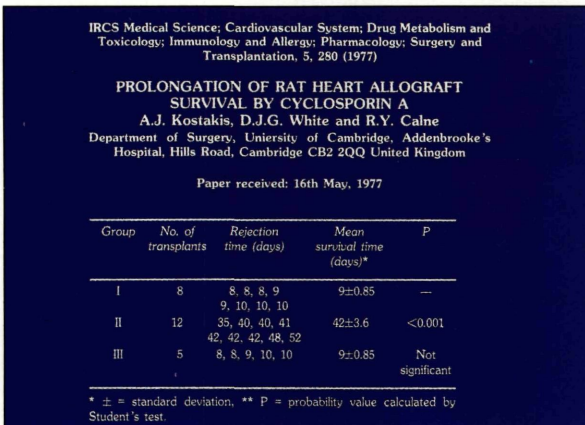 IRCS Medical Science; Cardiovascular System; Drug Metabolism and
Toxicology; Immunology and Allergy; Pharmacology; Surgery and
Transplantation, 5, 280 (1977)
PROLONGATION OF RAT HEART ALLOGRAFT
SURVIVAL BY CYCLOSPORIN A
A.J. Kostakis, D.J.G. White and R.Y. Calne
Department of Surgery, Uniersity of Cambridge, Addenbrooke's
Hospital, Hills Road, Cambridge CB2 2QQ United Kingdom
Paper received: 16th May, 1977
Group No. of Rejection Mean P
transplants time (days) survival time
(days)*
I 8 8, 8, 8, 9 9±0.85 —
9, 10, 10, 10
II 12 35, 40, 40, 41 42±3.6 <0.001
42, 42, 42, 48, 52
III 5 8, 8, 9, 10, 10 9±0.85 Not
significant
* ± = standard deviation, ** P = probability value calculated by
Student's test.